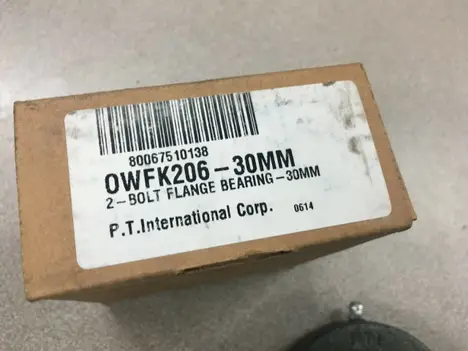 80067510138
OWFK206-30MM
2-BOLT FLANGE BEARING-30MM
P.T.International Corp. 0614